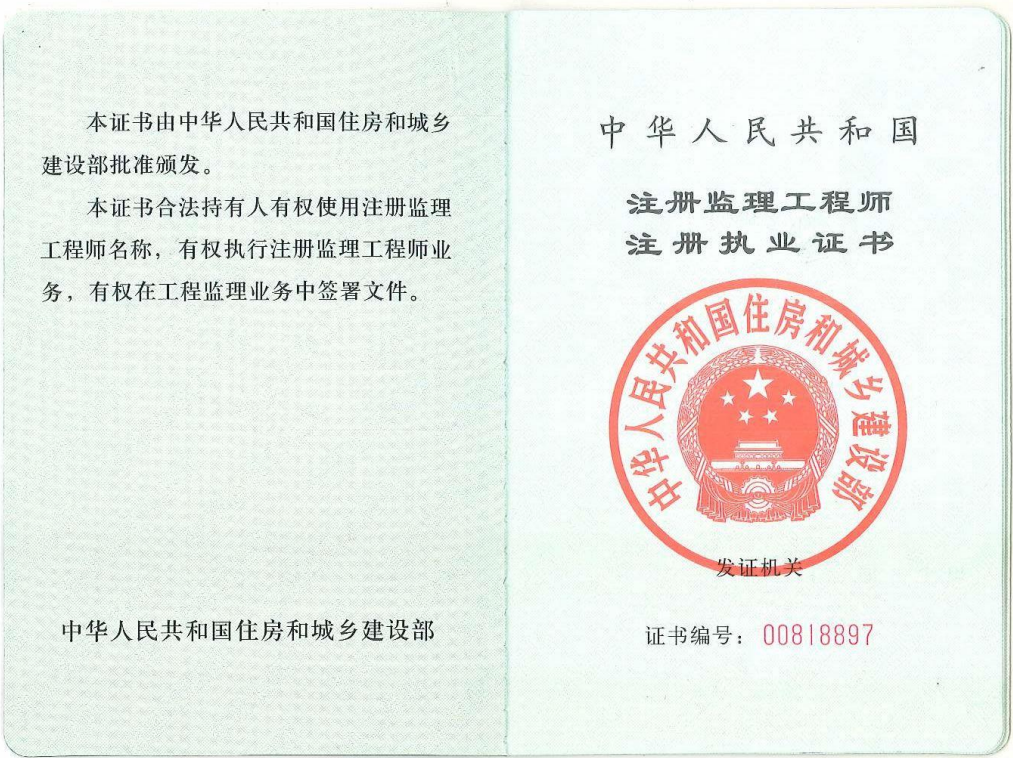 本证书由中华人民共和国住房和城乡
建设部批准颁发。
本证书合法持有人有权使用注册监理
工程师名称，有权执行注册监理工程师业
务，有权在工程监理业务中签署文件。
中华人民共和国住房和城乡建设部
中华人民共和国
注册监理工程师
注册执业证书
中华人民共和国住房和城乡建设部
发证机关
证书编号：00818897